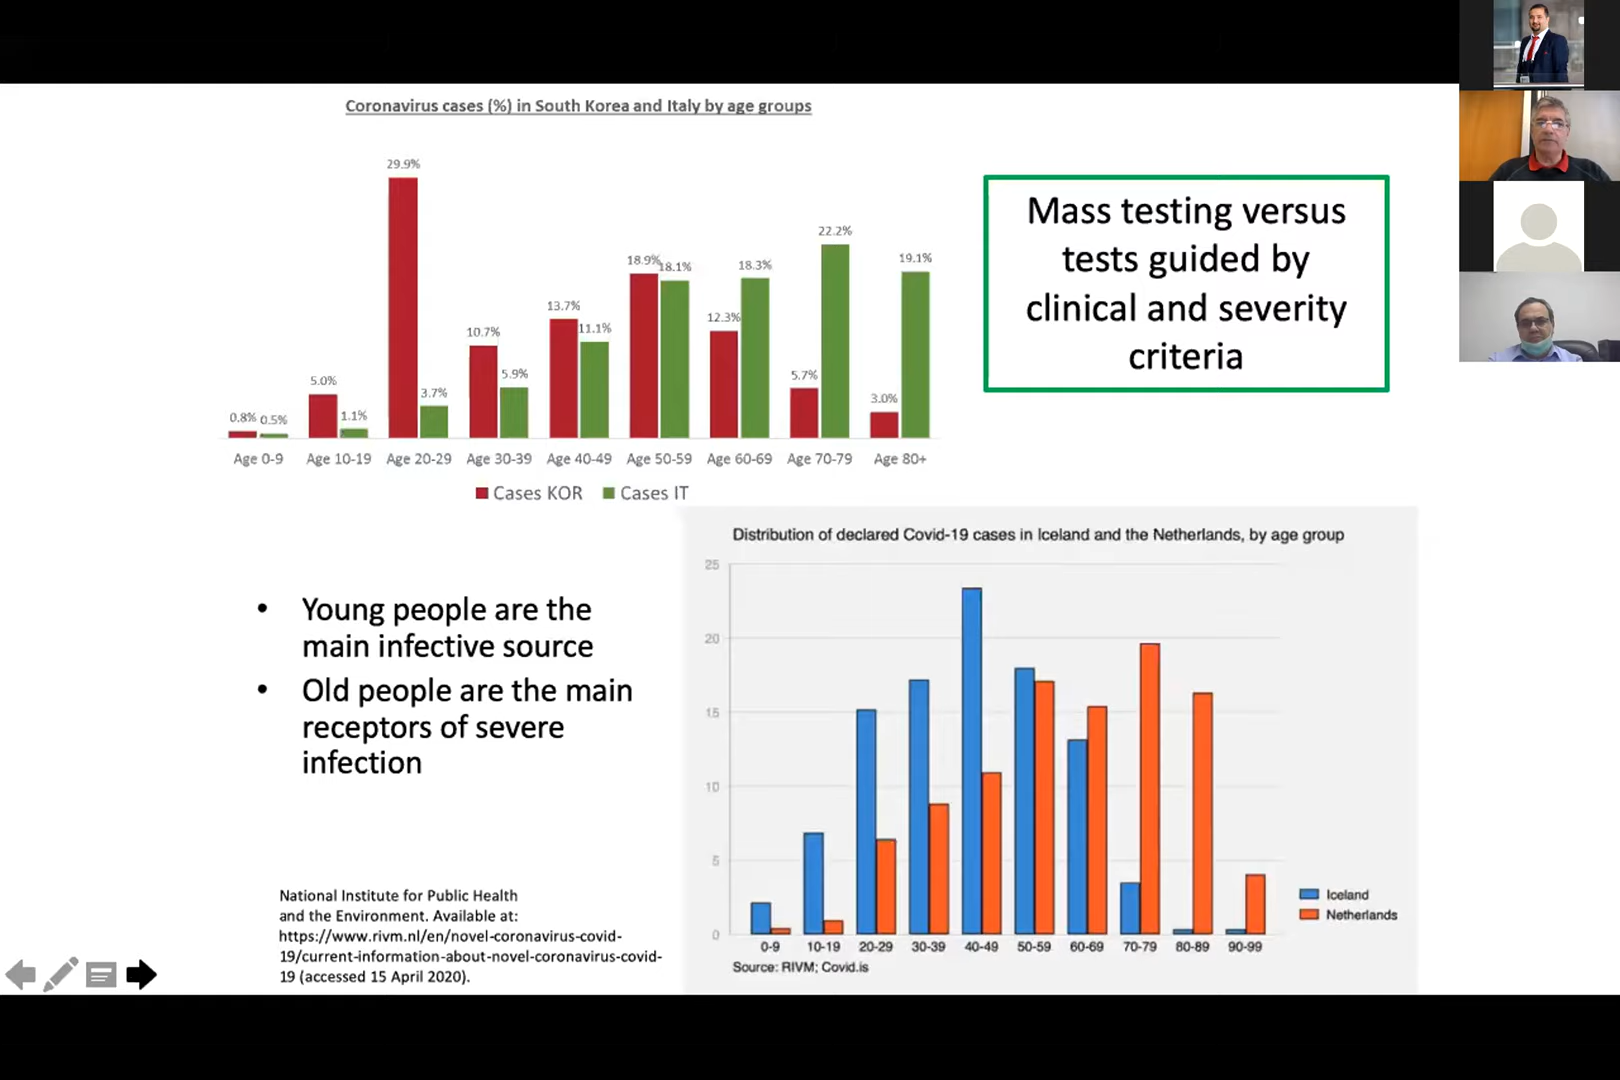 Coronavirus cases (%) in South Korea and Italy by age groups
29.9%
22.2%
18.9%
18.1%
18.3%
19.1%
13.7%
12.3%
10.7%
11.1%
5.0%
3.7%
5.9%
5.7%
3.0%
0.8% 0.5%
1.1%
Age 0-9 Age 10-19 Age 20-29 Age 30-39 Age 40-49 Age 50-59 Age 60-69 Age 70-79 Age 80+
Cases KOR Cases IT
Mass testing versus
tests guided by
clinical and severity
criteria
• Young people are the
main infective source
• Old people are the main
receptors of severe
infection
National Institute for Public Health
and the Environment. Available at:
https://www.rivm.nl/en/novel-coronavirus-covid-
19/current-information-about-novel-coronavirus-covid-
19 (accessed 15 April 2020).
Distribution of declared Covid-19 cases in Iceland and the Netherlands, by age group
25
20
15
10
5
0
0-9 10-19 20-29 30-39 40-49 50-59 60-69 70-79 80-89 90-99
Iceland
Netherlands
Source: RIVM; Covid.is